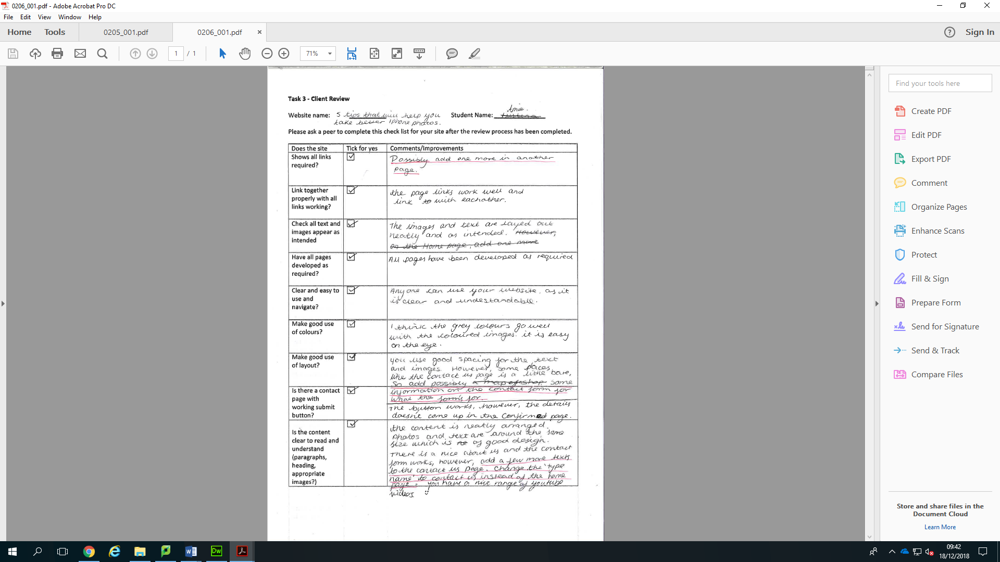 0206_001.pdf - Adobe Acrobat Pro DC
File Edit View Window Help
Home Tools 0205_001.pdf 0206_001.pdf × Sign In
1 / 1 71%
Find your tools here
Create PDF
Edit PDF
Export PDF
Comment
Organize Pages
Enhance Scans
Protect
Fill & Sign
Prepare Form
Send for Signature
Send & Track
Compare Files
Store and share files in the
Document Cloud
Learn More
Task 3 - Client Review
Website name: 5 tips that will help you Student Name:
take better iphone photos.
Please ask a peer to complete this check list for your site after the review process has been completed.
Does the site Tick for yes Comments/Improvements
Shows all links
required?
Possibly add one more in another
page.
Link together
properly with all
links working?
the page links work well and
link to with eachother.
Check all text and
images appear as
intended
The images and text are layed out
neatly and as intended. However,
on the Home page, add one more
Have all pages
developed as
required?
All pages have been developed as required
Clear and easy to
use and
navigate?
Anyone can use your website, as it
is clear and undestandable.
Make good use
of colours?
I think the grey colours go well
with the coloured images. it is easy
on the eye.
Make good use
of layout?
you use good spacing for the text
and images. However, some places
like the contact us page is a little bare,
so add possibly a map of shop some
information on the contact form for
what the form's for.
Is there a contact
page with
working submit
button?
the button works, however, the details
doesn't come up in the confirmed page.
Is the content
clear to read and
understand
(paragraphs,
heading,
appropriate
images?)
the content is neatly arranged.
photos and text are around the same
size which is of good design.
there is a nice about us and the contact
form works, however, add a few more texts
to the contact us page. Change the 'type
name' to contact us instead of the home
page - you have a nice range of youtube
videos
09:42
18/12/2018
Dw